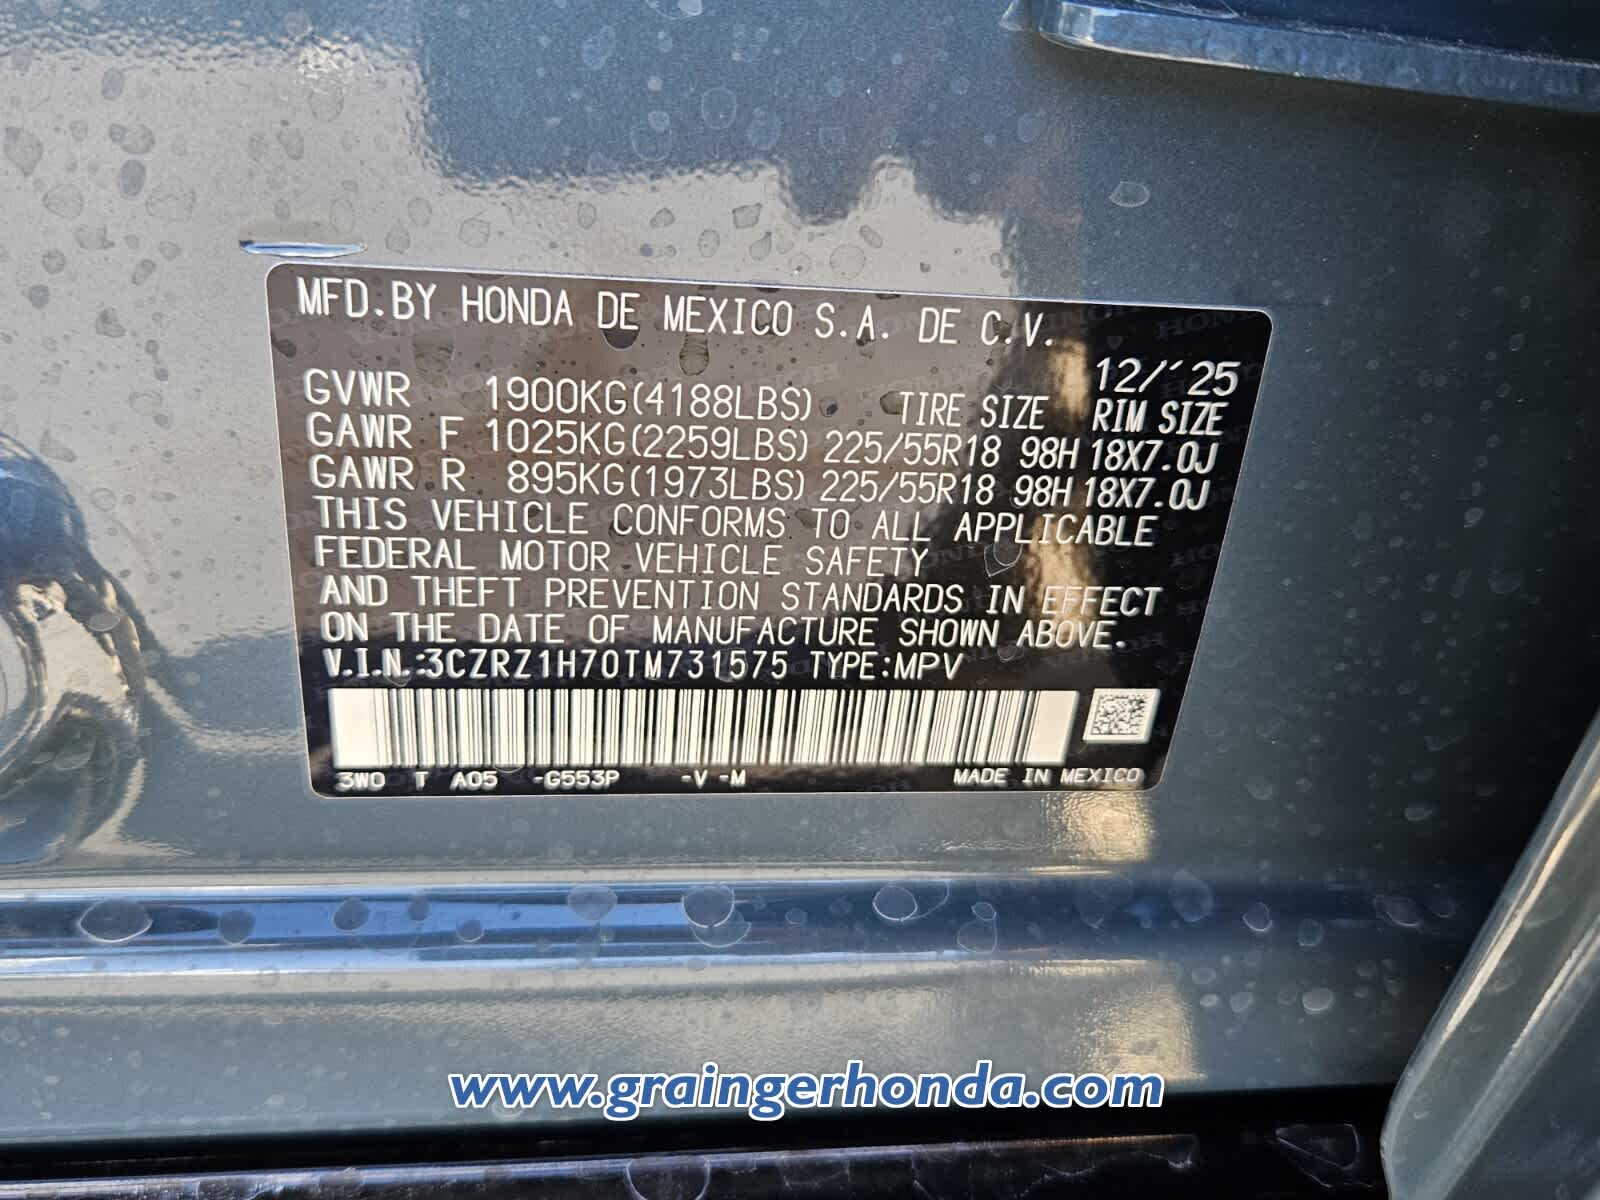 MFD.BY HONDA DE MEXICO S.A. DE C.V.
12/'25
GVWR 1900KG(4188LBS) TIRE SIZE RIM SIZE
GAWR F 1025KG(2259LBS) 225/55R18 98H 18X7.0J
GAWR R 895KG(1973LBS) 225/55R18 98H 18X7.0J
THIS VEHICLE CONFORMS TO ALL APPLICABLE
FEDERAL MOTOR VEHICLE SAFETY
AND THEFT PREVENTION STANDARDS IN EFFECT
ON THE DATE OF MANUFACTURE SHOWN ABOVE.
V.I.N.:3CZRZ1H70TM731575 TYPE:MPV
3W0 T A05 -G553P -V -M MADE IN MEXICO
www.graingerhonda.com